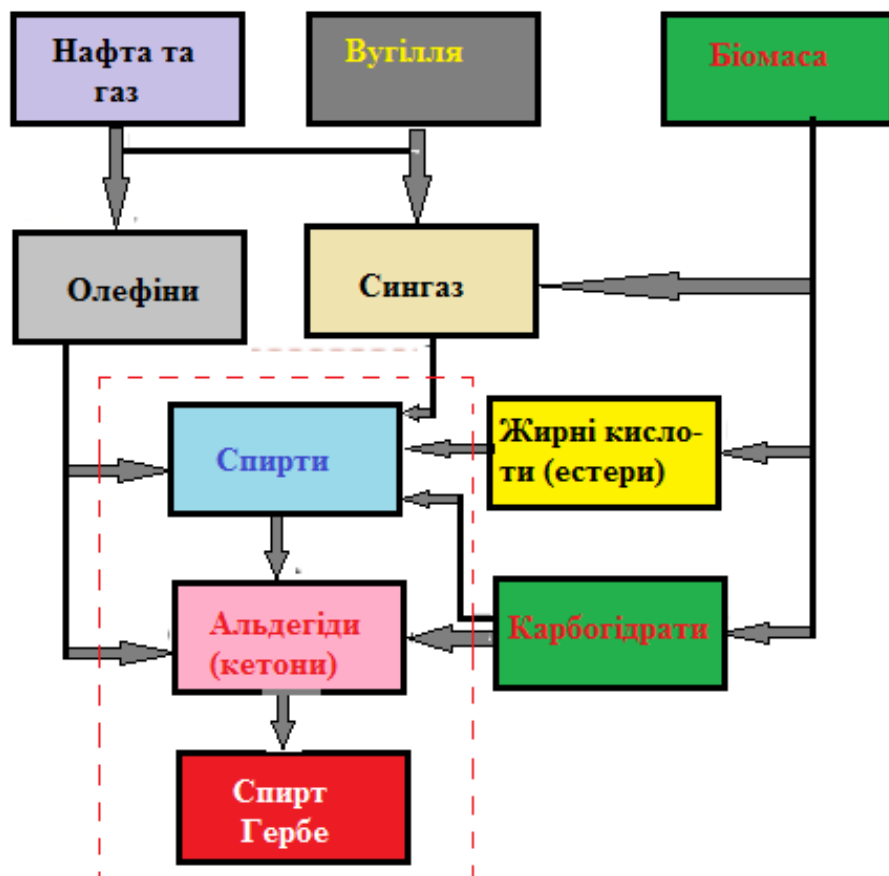 Нафта та
газ
Вугілля
Біомаса
Олефіни
Сингаз
Спирти
Жирні кисло-
ти (естери)
Альдегіди
(кетони)
Карбогідрати
Спирт
Гербе